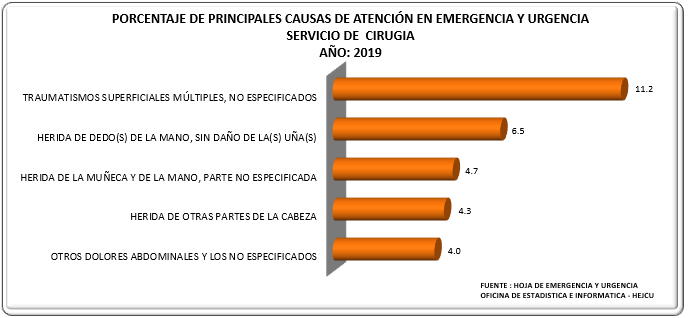 PORCENTAJE DE PRINCIPALES CAUSAS DE ATENCIÓN EN EMERGENCIA Y URGENCIA
SERVICIO DE CIRUGIA
AÑO: 2019
TRAUMATISMOS SUPERFICIALES MÚLTIPLES, NO ESPECIFICADOS 11.2
HERIDA DE DEDO(S) DE LA MANO, SIN DAÑO DE LA(S) UÑA(S) 6.5
HERIDA DE LA MUÑECA Y DE LA MANO, PARTE NO ESPECIFICADA 4.7
HERIDA DE OTRAS PARTES DE LA CABEZA 4.3
OTROS DOLORES ABDOMINALES Y LOS NO ESPECIFICADOS 4.0
FUENTE : HOJA DE EMERGENCIA Y URGENCIA
OFICINA DE ESTADISTICA E INFORMATICA - HEJCU